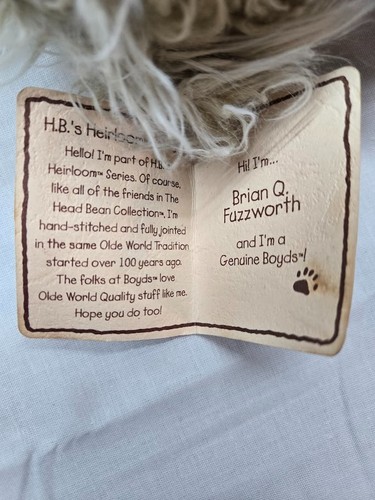 H.B.'s Heirloom
Hello! I'm part of H.B.
Heirloom™ Series. Of course,
like all of the friends in The
Head Bean Collection™, I'm
hand-stitched and fully jointed
in the same Olde World Tradition
started over 100 years ago.
The folks at Boyds™ love
Olde World Quality stuff like me.
Hope you do too!
Hi! I'm...
Brian Q.
Fuzzworth
and I'm a
Genuine Boyds™!